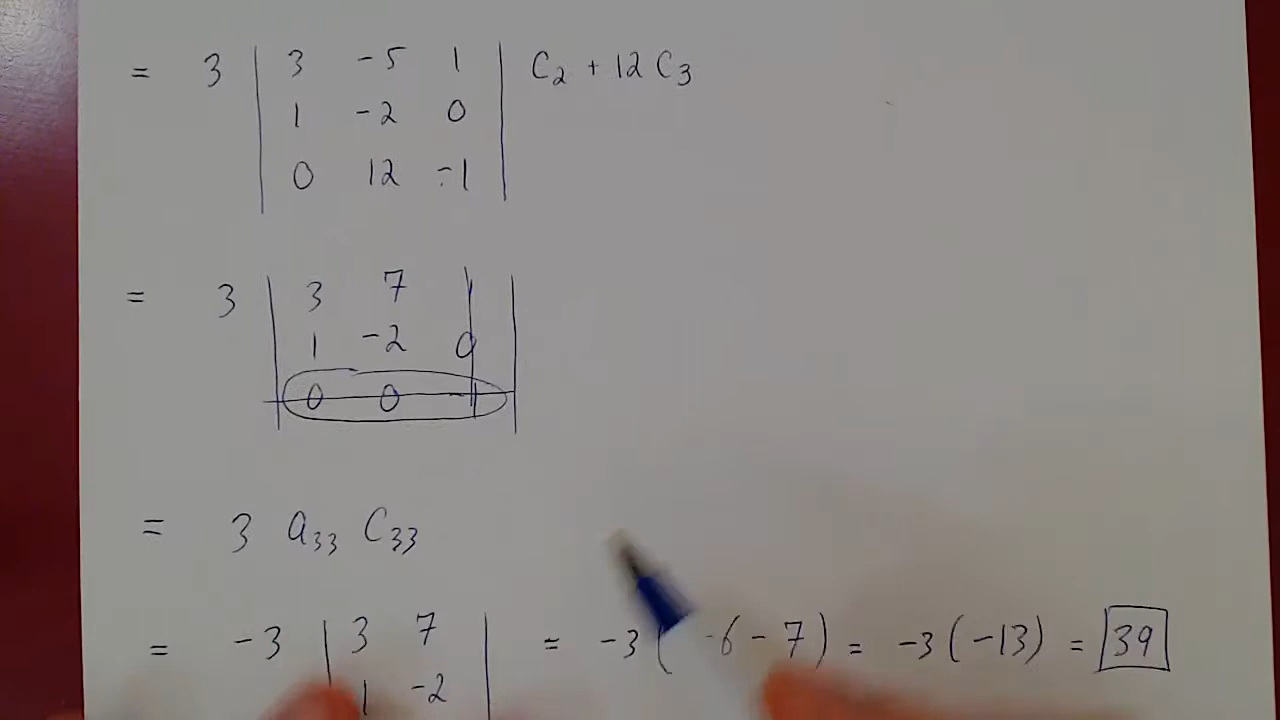 = 3 | 3 -5 1 | C₂ + 12 C₃
1 -2 0
0 12 -1
= 3 | 3 7 1 |
1 -2 0
0 0 -1
= 3 a₃₃ C₃₃
= -3 | 3 7 | = -3 ( -6 - 7 ) = -3 ( -13 ) = 39
1 -2